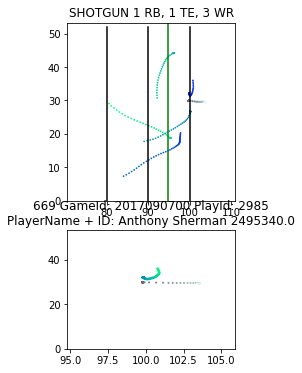 SHOTGUN 1 RB, 1 TE, 3 WR
50
40
30
20
10
0
80 90 100 110
669 GameId: 2017090700 PlayId: 2985
PlayerName + ID: Anthony Sherman 2495340.0
40
20
0
95.0 97.5 100.0 102.5 105.0